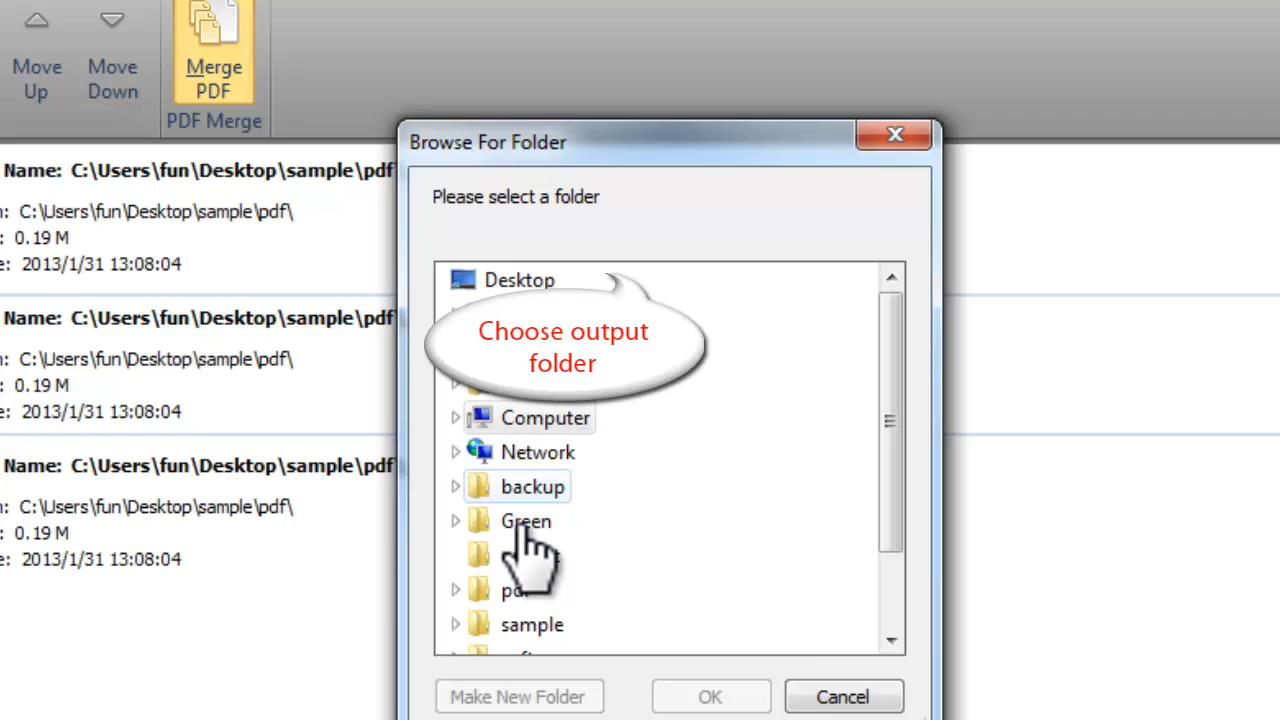 Move Up
Move Down
Merge PDF
PDF Merge
Browse For Folder
Name: C:\Users\fun\Desktop\sample\pdf
Please select a folder
C:\Users\fun\Desktop\sample\pdf\
0.19 M
2013/1/31 13:08:04
Desktop
Name: C:\Users\fun\Desktop\sample\pdf
Choose output
folder
C:\Users\fun\Desktop\sample\pdf\
0.19 M
2013/1/31 13:08:04
Computer
Network
Name: C:\Users\fun\Desktop\sample\pdf
backup
C:\Users\fun\Desktop\sample\pdf\
Green
0.19 M
2013/1/31 13:08:04
sample
Make New Folder
OK
Cancel